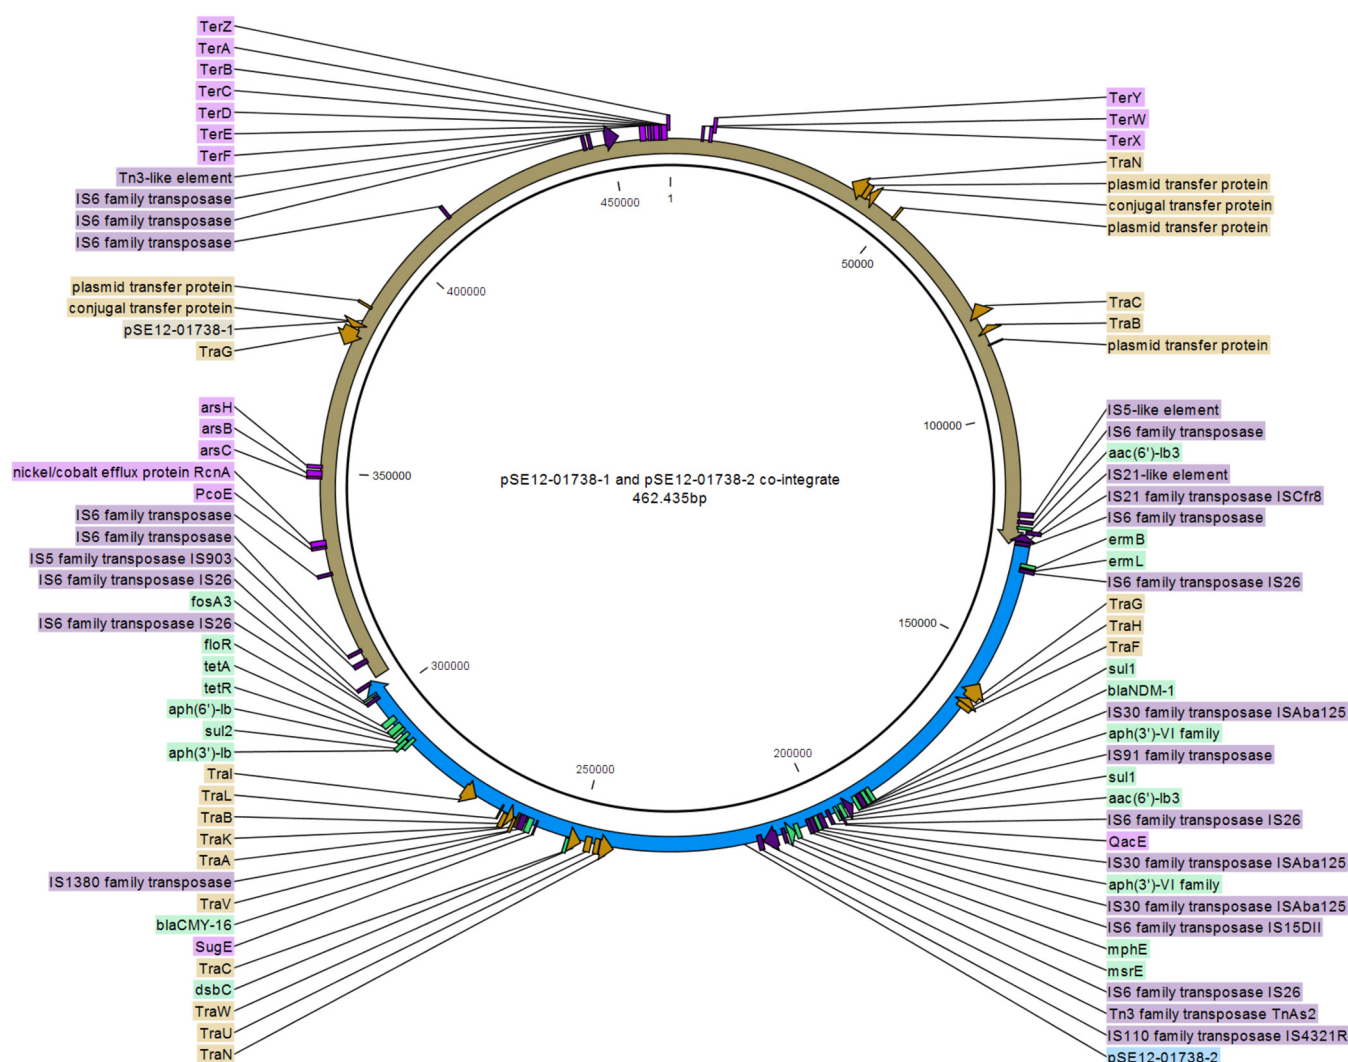 TerZ
TerA
TerB
TerC
TerD
TerE
TerF
Tn3-like element
IS6 family transposase
IS6 family transposase
IS6 family transposase
plasmid transfer protein
conjugal transfer protein
pSE12-01738-1
TraG
arsH
arsB
arsC
nickel/cobalt efflux protein RcnA
PcoE
IS6 family transposase
IS6 family transposase
IS5 family transposase IS903
IS6 family transposase IS26
fosA3
IS6 family transposase IS26
floR
tetA
tetR
aph(6')-Ib
sul2
aph(3')-Ib
TraI
TraL
TraB
TraK
TraA
IS1380 family transposase
TraV
blaCMY-16
SugE
TraC
dsbC
TraW
TraU
TraN
450000
1
50000
100000
150000
200000
250000
300000
350000
400000
pSE12-01738-1 and pSE12-01738-2 co-integrate
462.435bp
TerY
TerW
TerX
TraN
plasmid transfer protein
conjugal transfer protein
plasmid transfer protein
TraC
TraB
plasmid transfer protein
IS5-like element
IS6 family transposase
aac(6')-Ib3
IS21-like element
IS21 family transposase ISCfr8
IS6 family transposase
ermB
ermL
IS6 family transposase IS26
TraG
TraH
TraF
sul1
blaNDM-1
IS30 family transposase ISAba125
aph(3')-VI family
IS91 family transposase
sul1
aac(6')-Ib3
IS6 family transposase IS26
QacE
IS30 family transposase ISAba125
aph(3')-VI family
IS30 family transposase ISAba125
IS6 family transposase IS15DII
mphE
msrE
IS6 family transposase IS26
Tn3 family transposase TnAs2
IS110 family transposase IS4321R
pSE12-01738-2